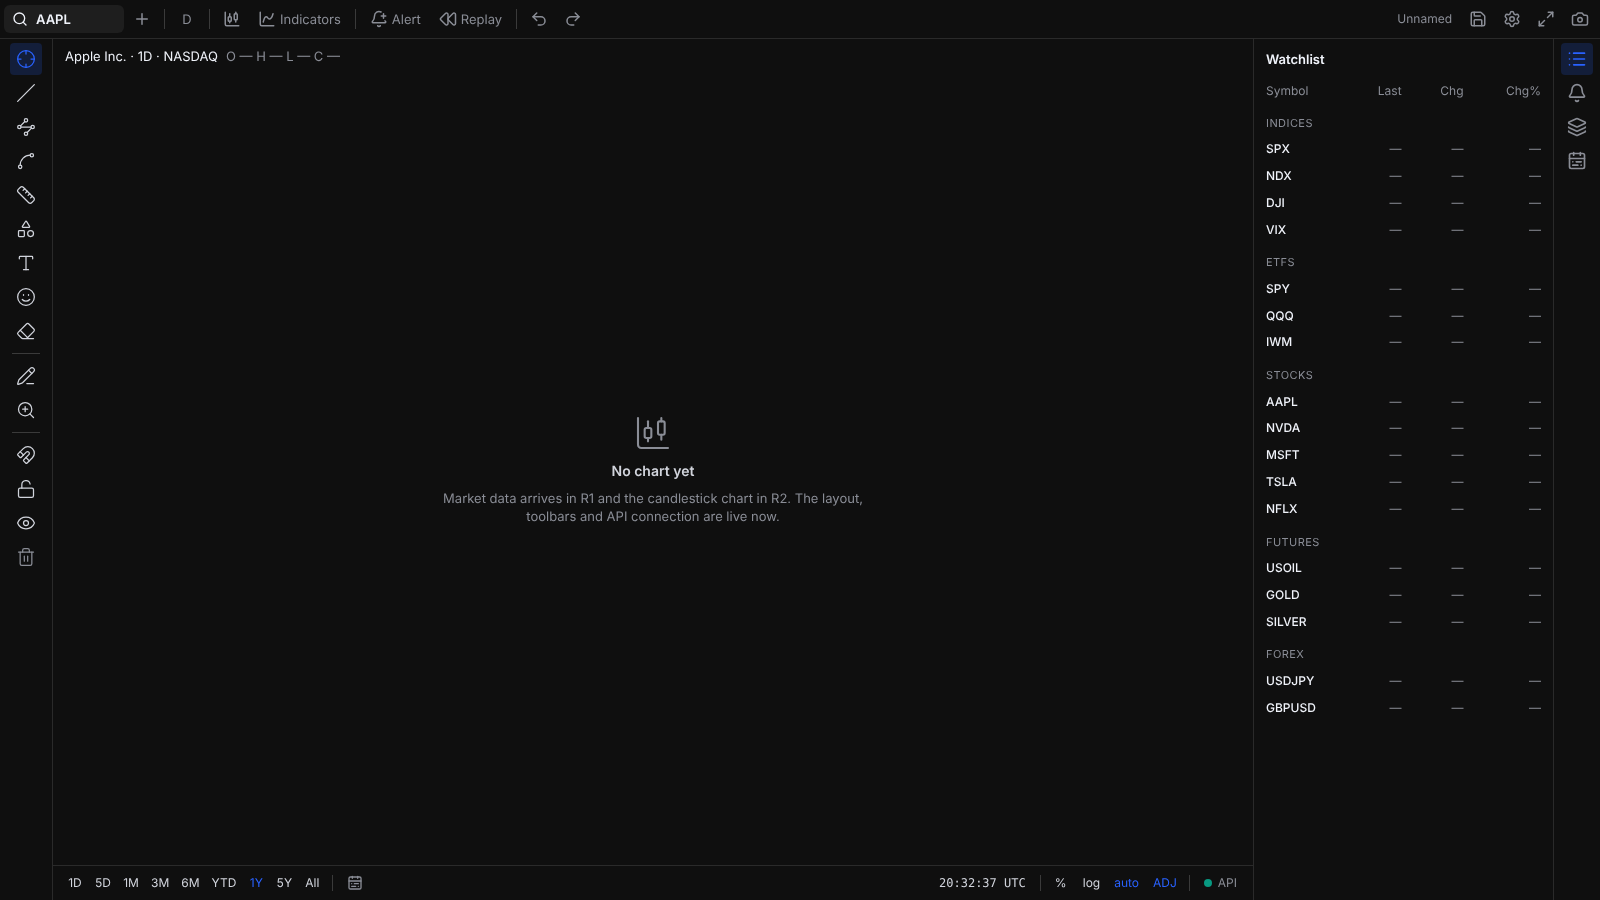 AAPL D Indicators Alert Replay Unnamed
Apple Inc. · 1D · NASDAQ O — H — L — C —
No chart yet
Market data arrives in R1 and the candlestick chart in R2. The layout,
toolbars and API connection are live now.
1D 5D 1M 3M 6M YTD 1Y 5Y All 20:32:37 UTC % log auto ADJ API
Watchlist
Symbol Last Chg Chg%
INDICES
SPX — — —
NDX — — —
DJI — — —
VIX — — —
ETFS
SPY — — —
QQQ — — —
IWM — — —
STOCKS
AAPL — — —
NVDA — — —
MSFT — — —
TSLA — — —
NFLX — — —
FUTURES
USOIL — — —
GOLD — — —
SILVER — — —
FOREX
USDJPY — — —
GBPUSD — — —